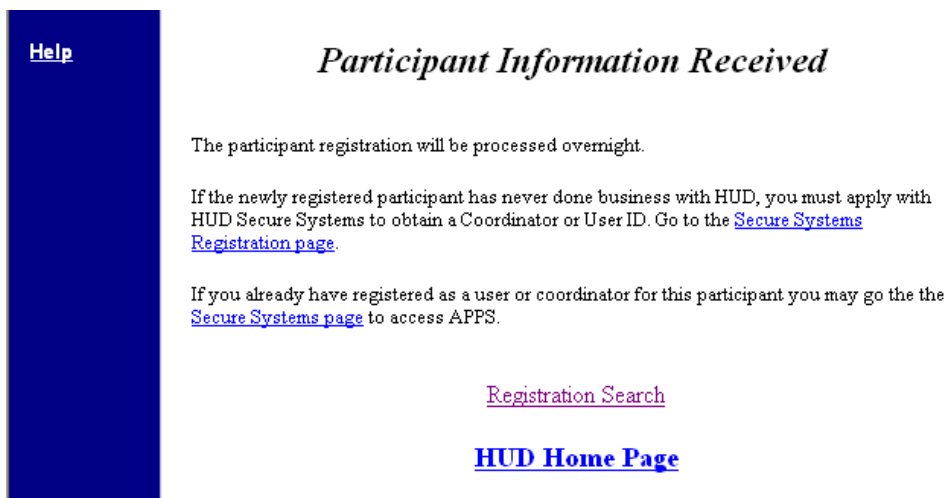 Help
Participant Information Received
The participant registration will be processed overnight.
If the newly registered participant has never done business with HUD, you must apply with
HUD Secure Systems to obtain a Coordinator or User ID. Go to the Secure Systems
Registration page.
If you already have registered as a user or coordinator for this participant you may go the the
Secure Systems page to access APPS.
Registration Search
HUD Home Page